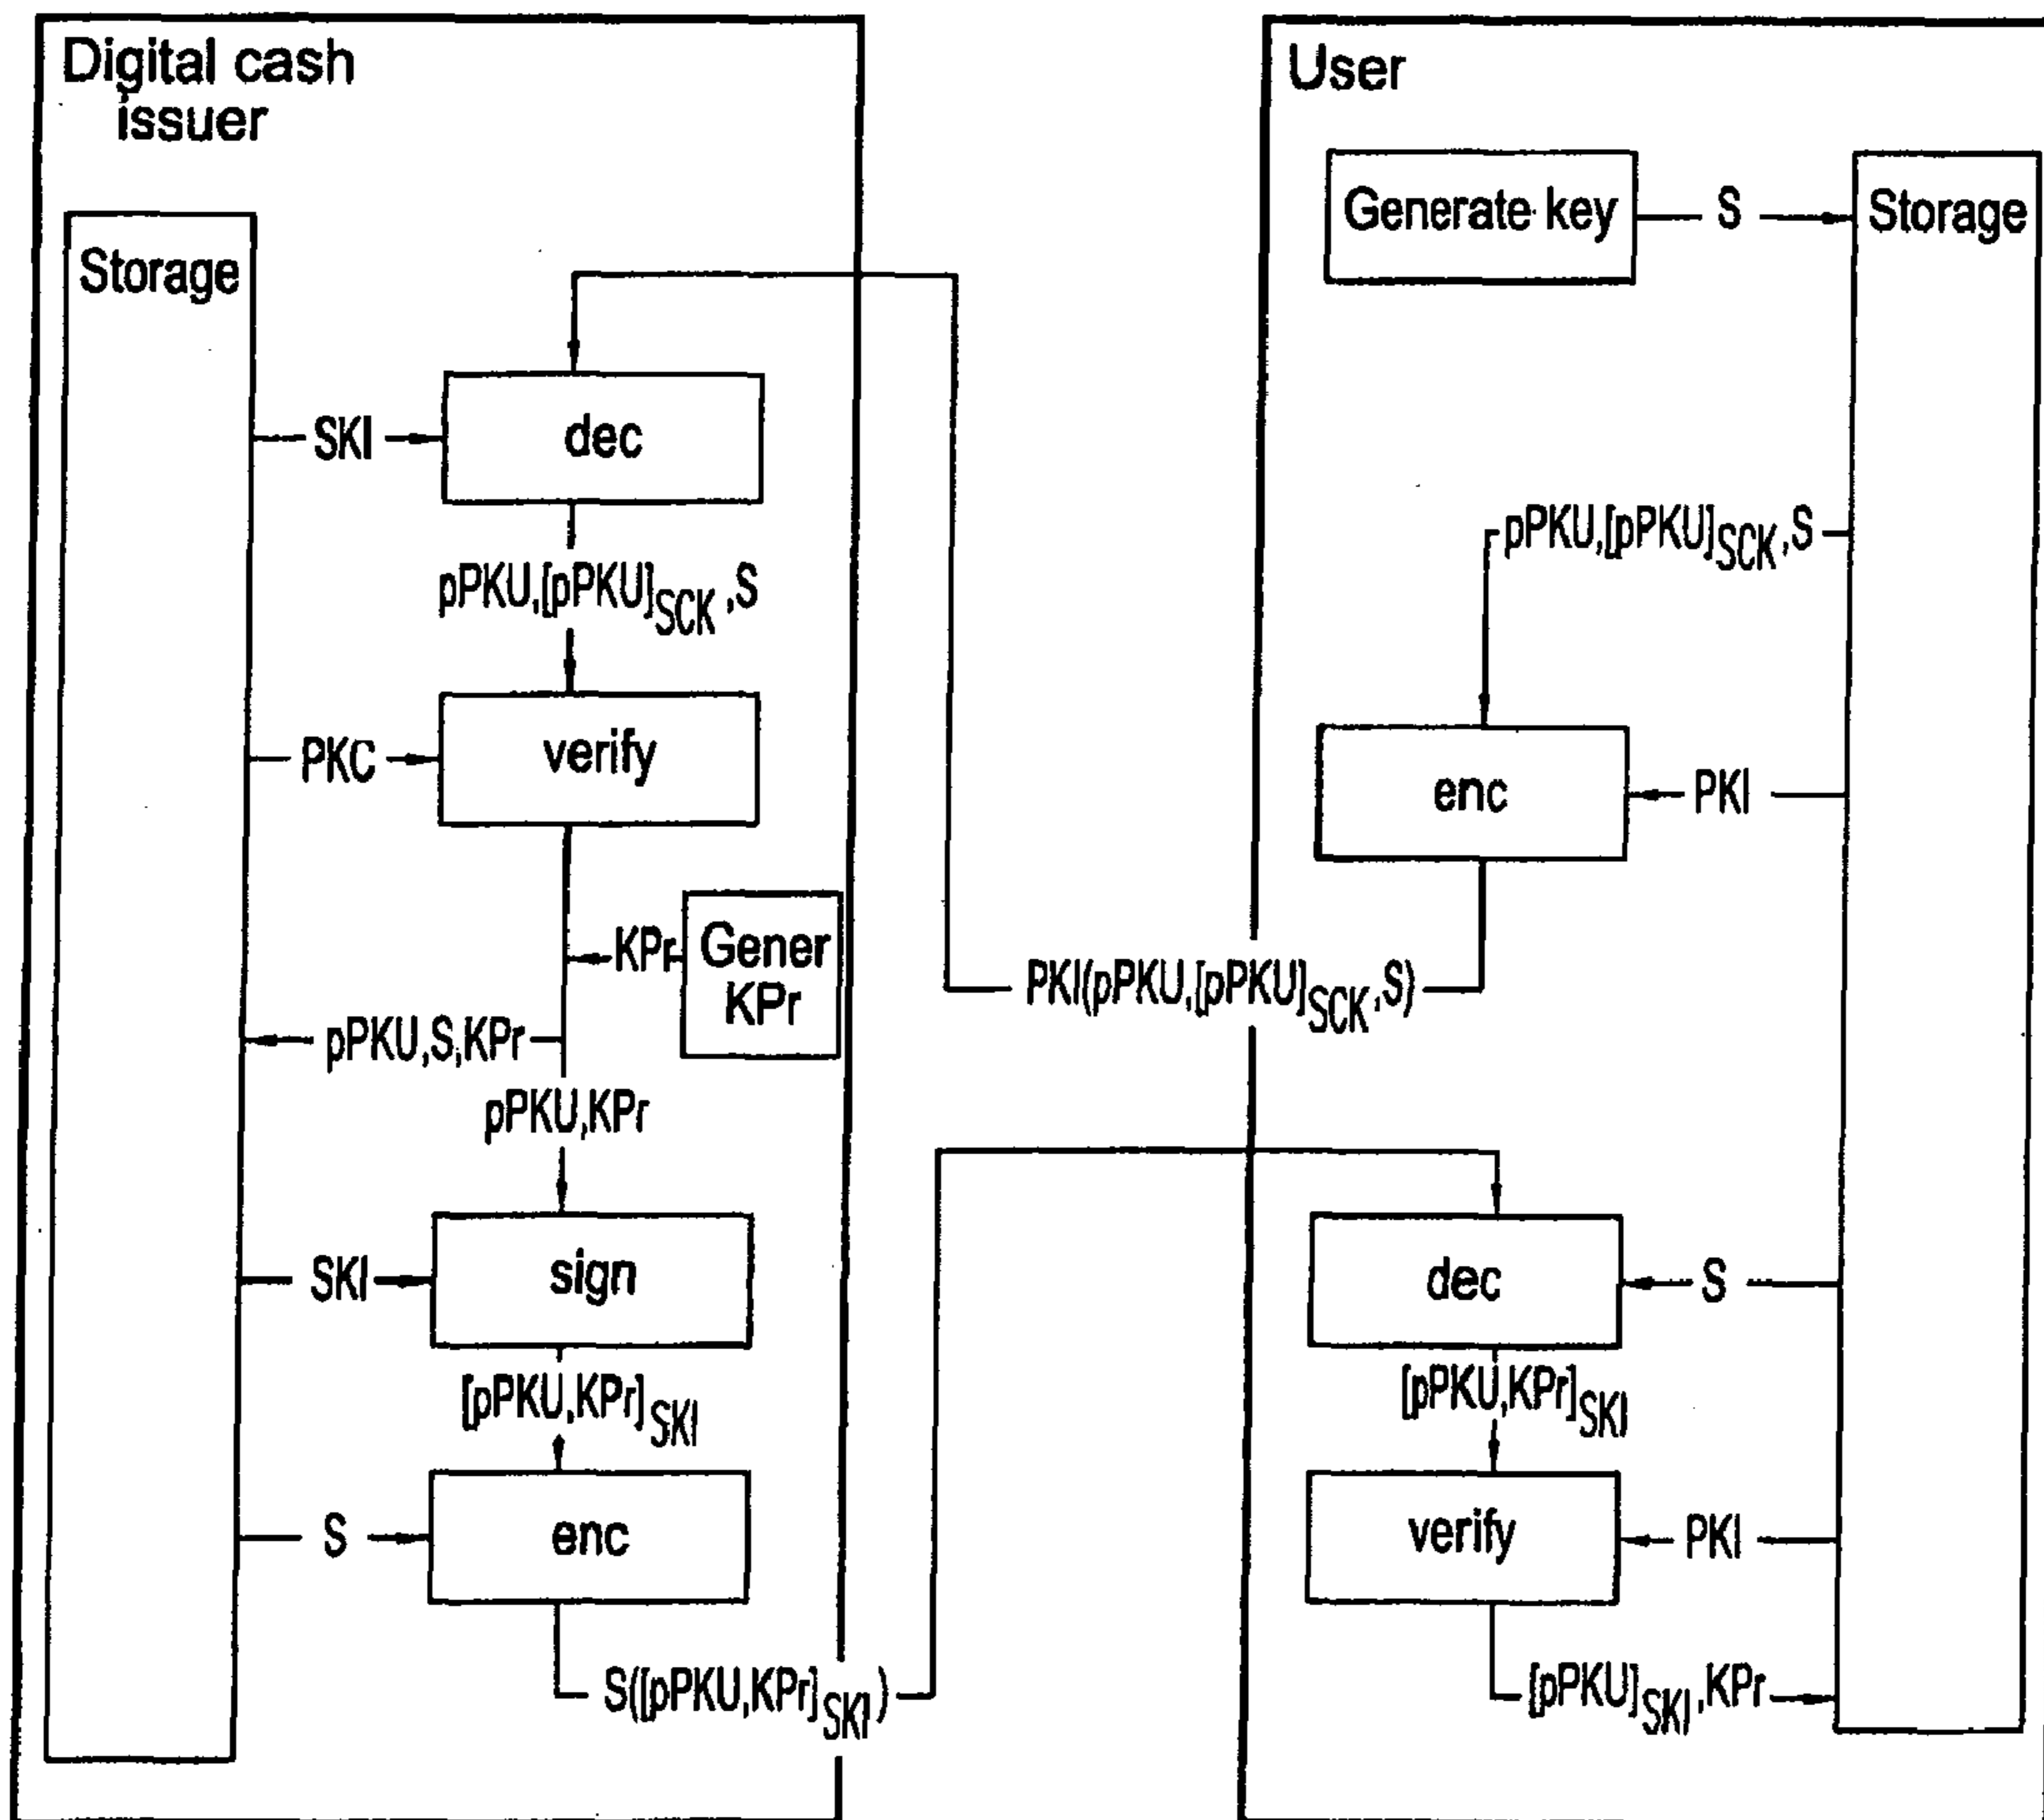 Digital cash
issuer
Storage
SKI
dec
pPKU,[pPKU]SCK,S
PKC
verify
KPr
Gener
KPr
pPKU,S,KPr
pPKU,KPr
SKI
sign
[pPKU,KPr]SKI
S
enc
S([pPKU,KPr]SKI)
PKI(pPKU,[pPKU]SCK,S)
User
Generate key
S
Storage
pPKU,[pPKU]SCK,S
enc
PKI
dec
S
[pPKU,KPr]SKI
verify
PKI
[pPKU]SKI,KPr